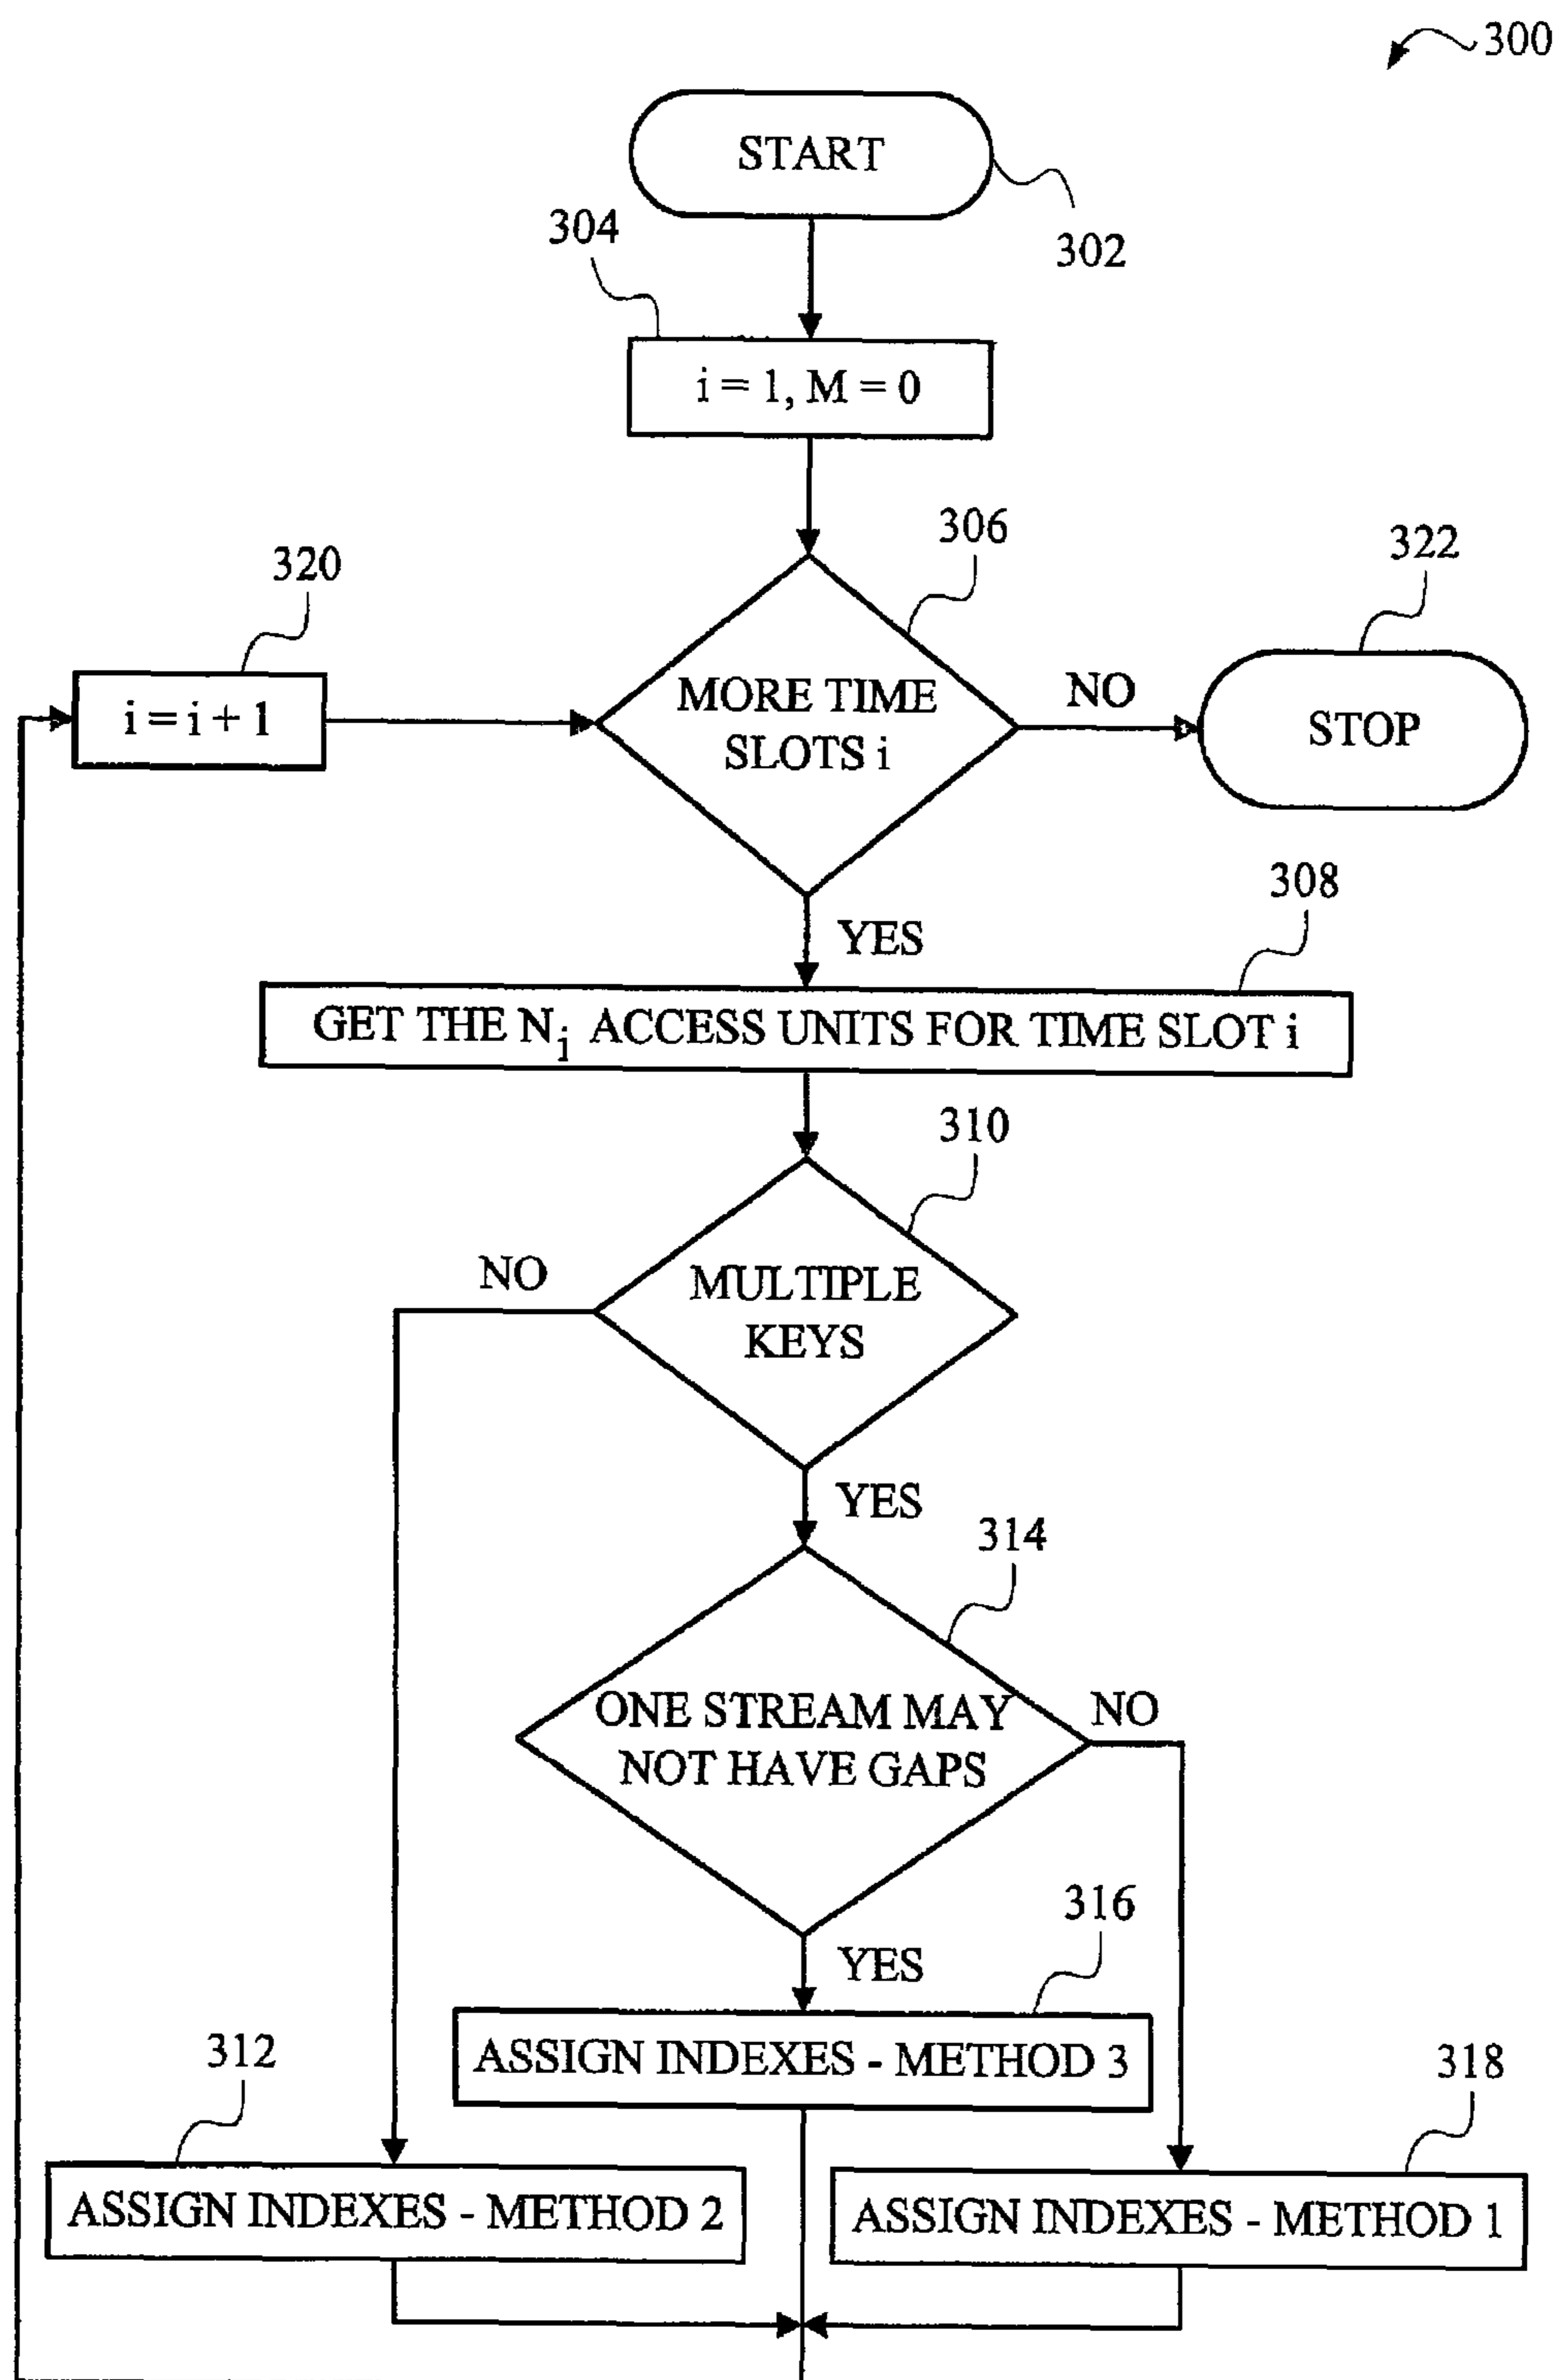 300
START
302
304
i = 1, M = 0
306
320
322
i = i + 1
MORE TIME
SLOTS i
NO
STOP
308
YES
GET THE Ni ACCESS UNITS FOR TIME SLOT i
310
NO
MULTIPLE
KEYS
YES
314
ONE STREAM MAY
NOT HAVE GAPS
NO
316
YES
ASSIGN INDEXES - METHOD 3
312
318
ASSIGN INDEXES - METHOD 2
ASSIGN INDEXES - METHOD 1